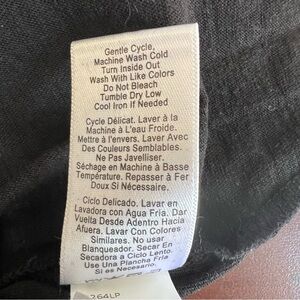 Gentle Cycle,
Machine Wash Cold
Turn Inside Out
Wash With Like Colors
Do Not Bleach
Tumble Dry Low
Cool Iron If Needed
Cycle Délicat. Laver à la
Machine à L'eau Froide.
Mettre à l'envers. Laver Avec
Des Couleurs Semblables.
Ne Pas Javelliser.
Séchage en Machine à Basse
Température. Repasser à Fer
Doux Si Nécessaire.
Ciclo Delicado. Lavar en
Lavadora con Agua Fria. Dar
Vuelta Desde Adentro Hacia
Afuera. Lavar Con Colores
Similares. No usar
Blanqueador. Secar En
Secadora a Ciclo Lento.
Use Una Plancha Fria
Si es Necesario.
264LP